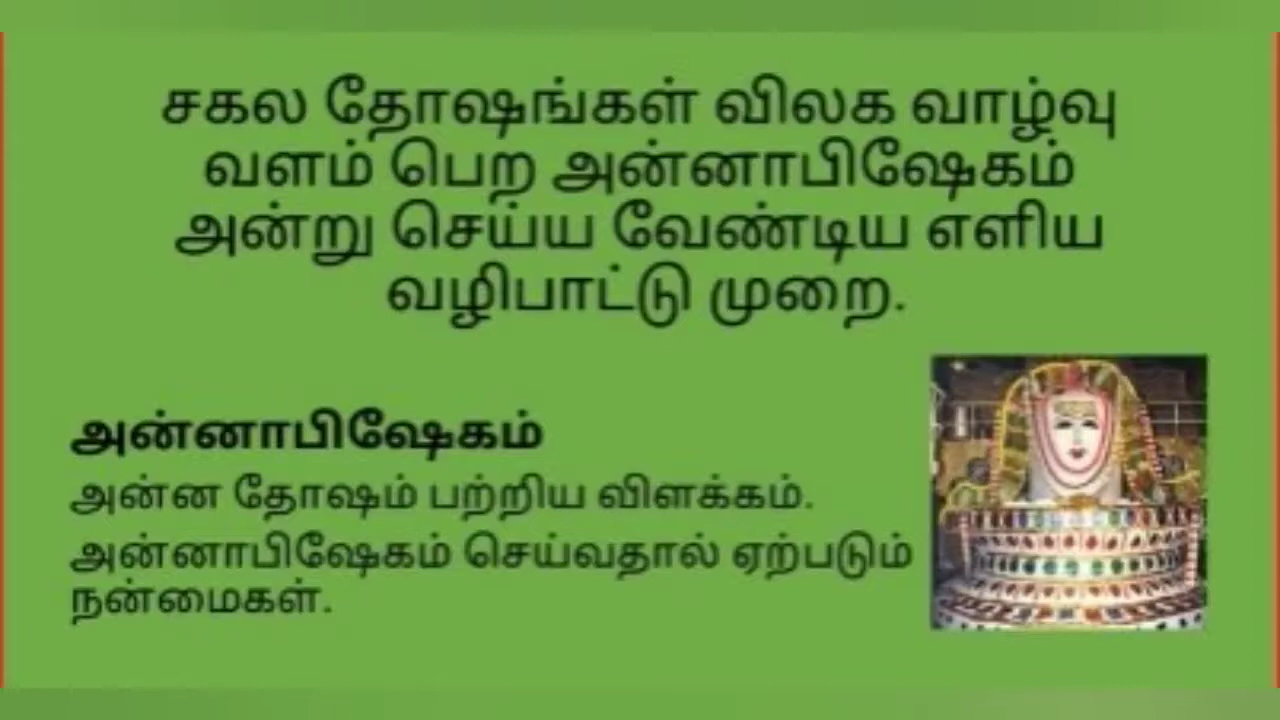 சகல தோஷங்கள் விலக வாழ்வு
வளம் பெற அன்னாபிஷேகம்
அன்று செய்ய வேண்டிய எளிய
வழிபாட்டு முறை.
அன்னாபிஷேகம்
அன்ன தோஷம் பற்றிய விளக்கம்.
அன்னாபிஷேகம் செய்வதால் ஏற்படும்
நன்மைகள்.